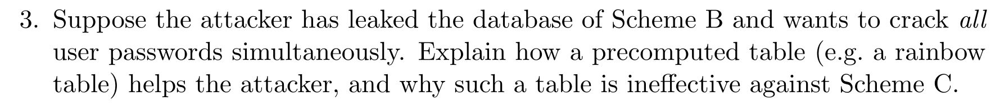 3. Suppose the attacker has leaked the database of Scheme B and wants to crack all
user passwords simultaneously. Explain how a precomputed table (e.g. a rainbow
table) helps the attacker, and why such a table is ineffective against Scheme C.